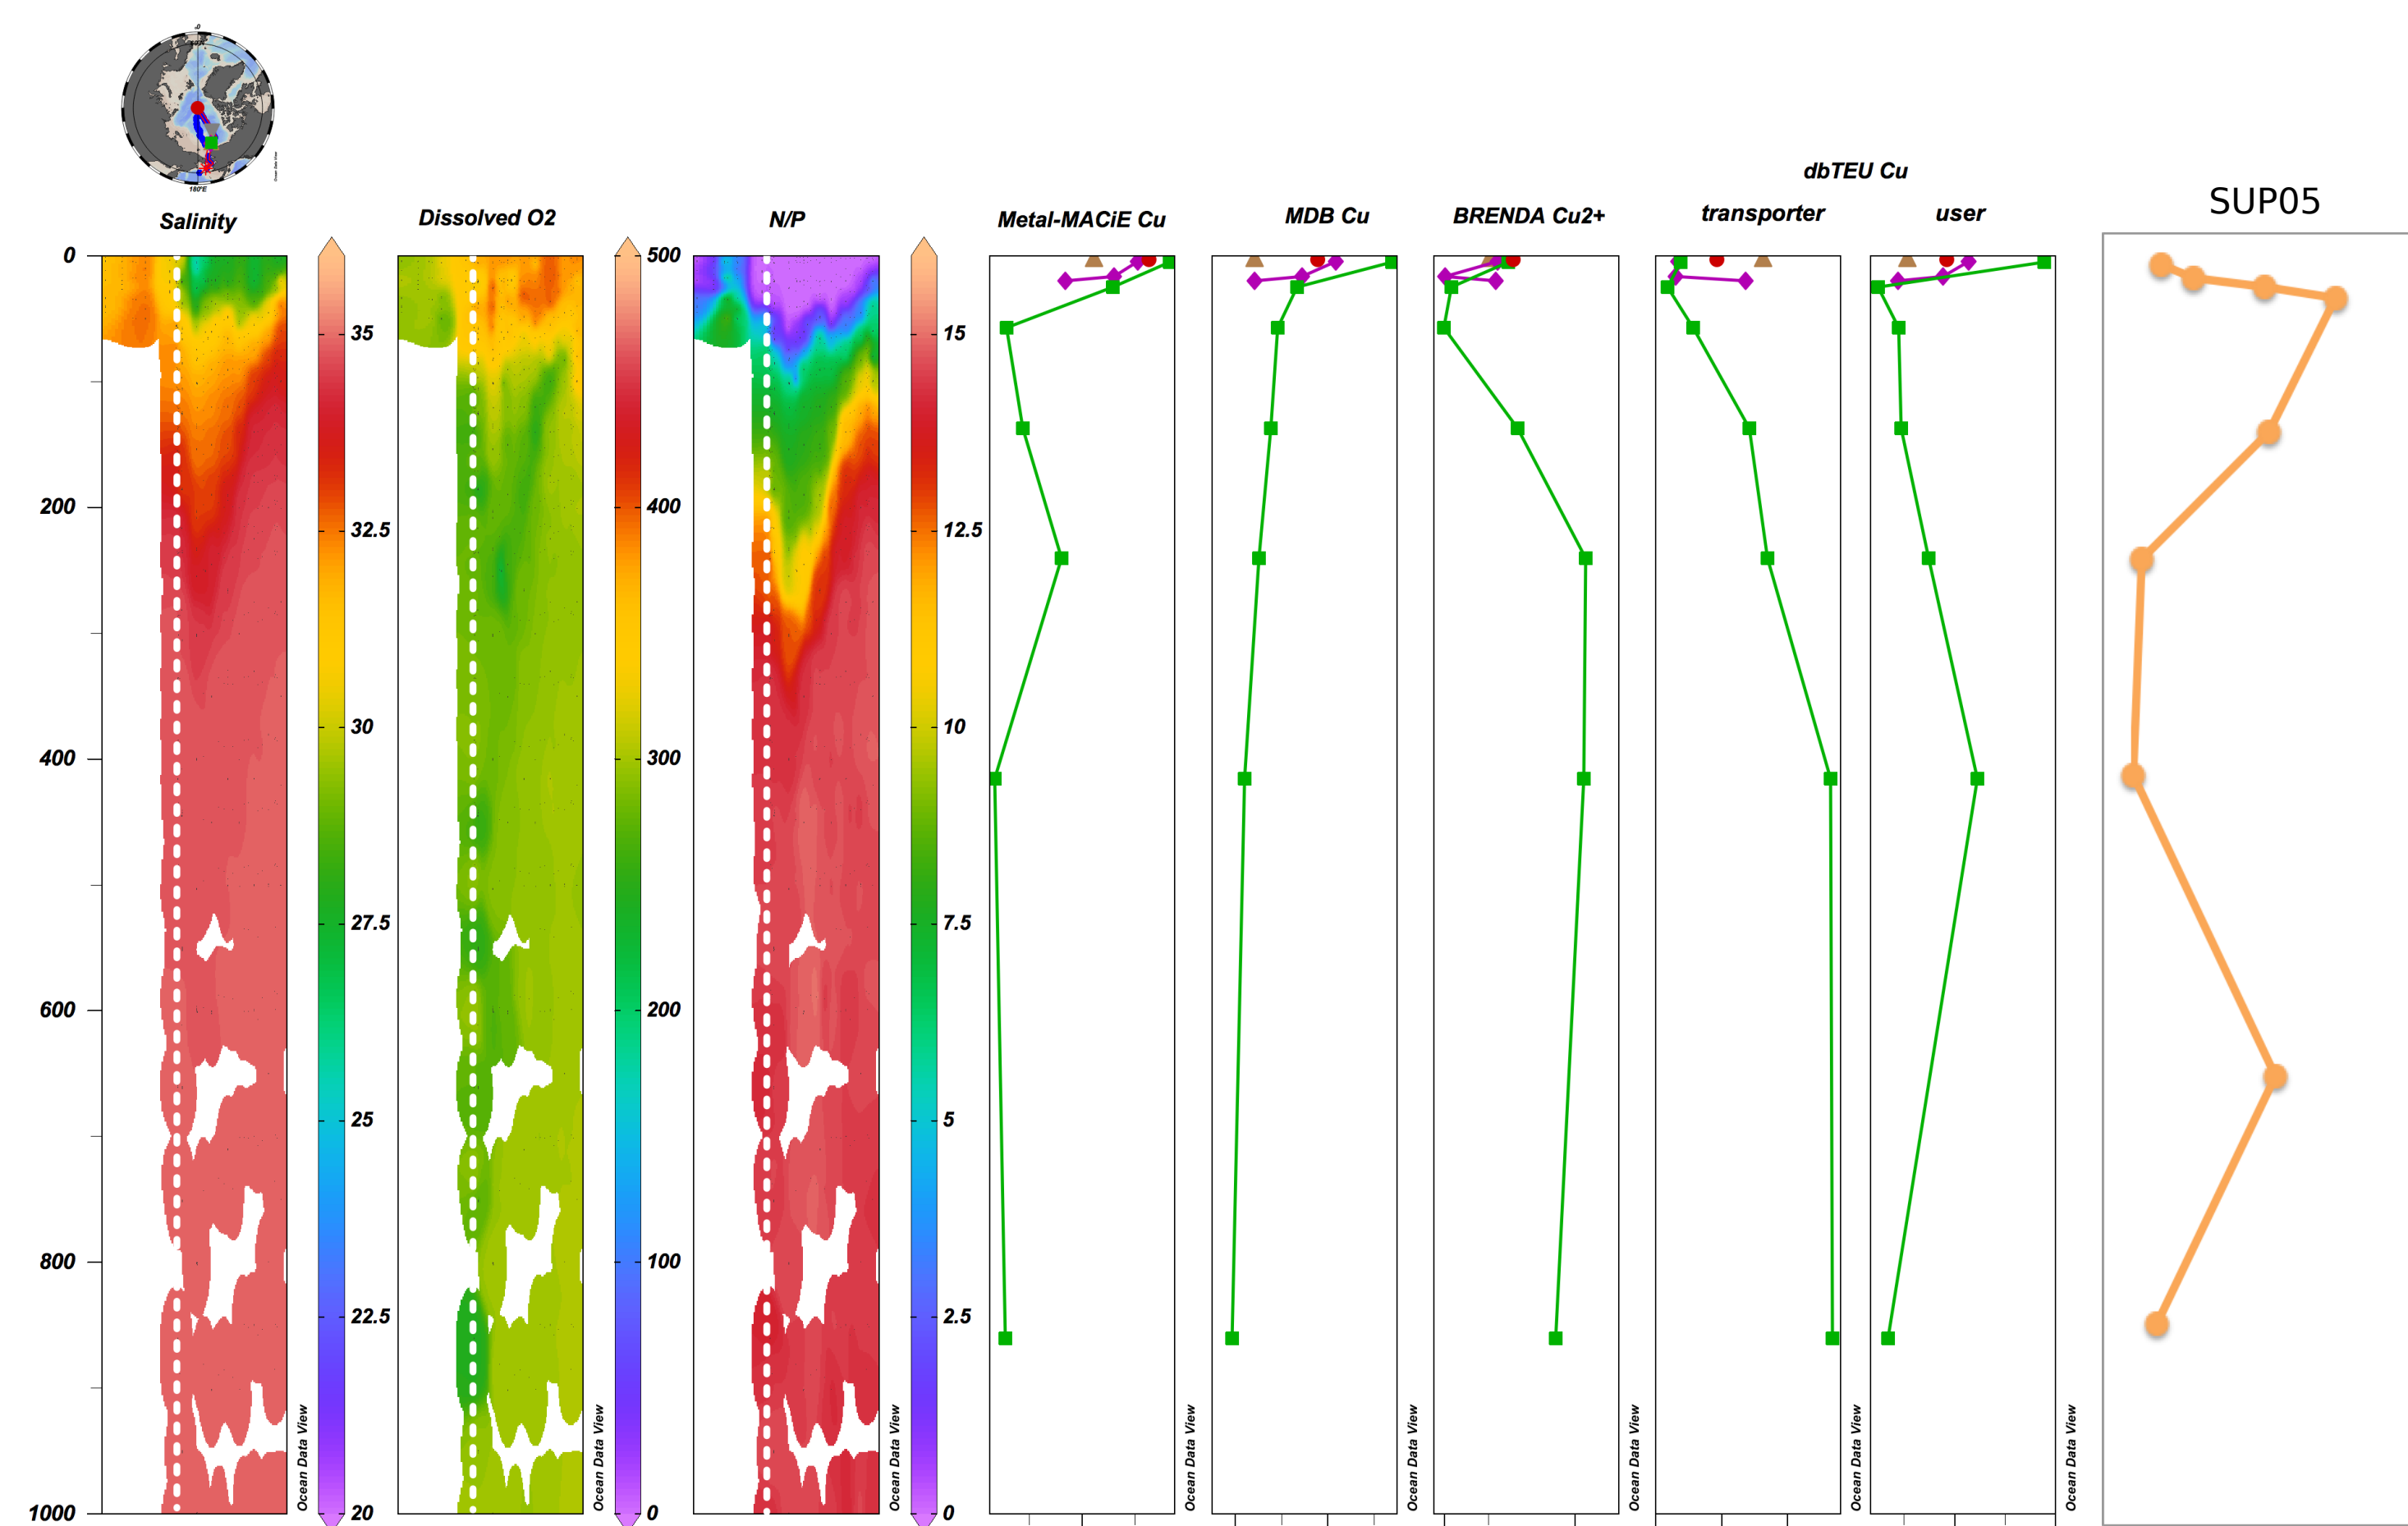 -0
180°E
Ocean Data View
dbTEU Cu
Salinity
Dissolved O2
N/P
Metal-MACiE Cu
MDB Cu
BRENDA Cu2+
transporter
user
SUP05
0
200
400
600
800
1000
35
32.5
30
27.5
25
22.5
20
Ocean Data View
500
400
300
200
100
0
Ocean Data View
15
12.5
10
7.5
5
2.5
0
Ocean Data View
Ocean Data View
Ocean Data View
Ocean Data View
Ocean Data View
Ocean Data View